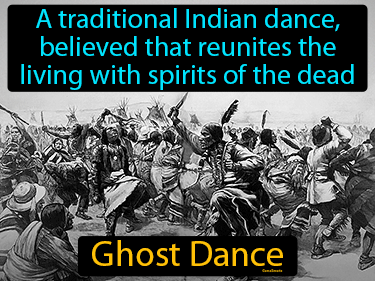 A traditional Indian dance,
believed that reunites the
living with spirits of the dead
Ghost Dance